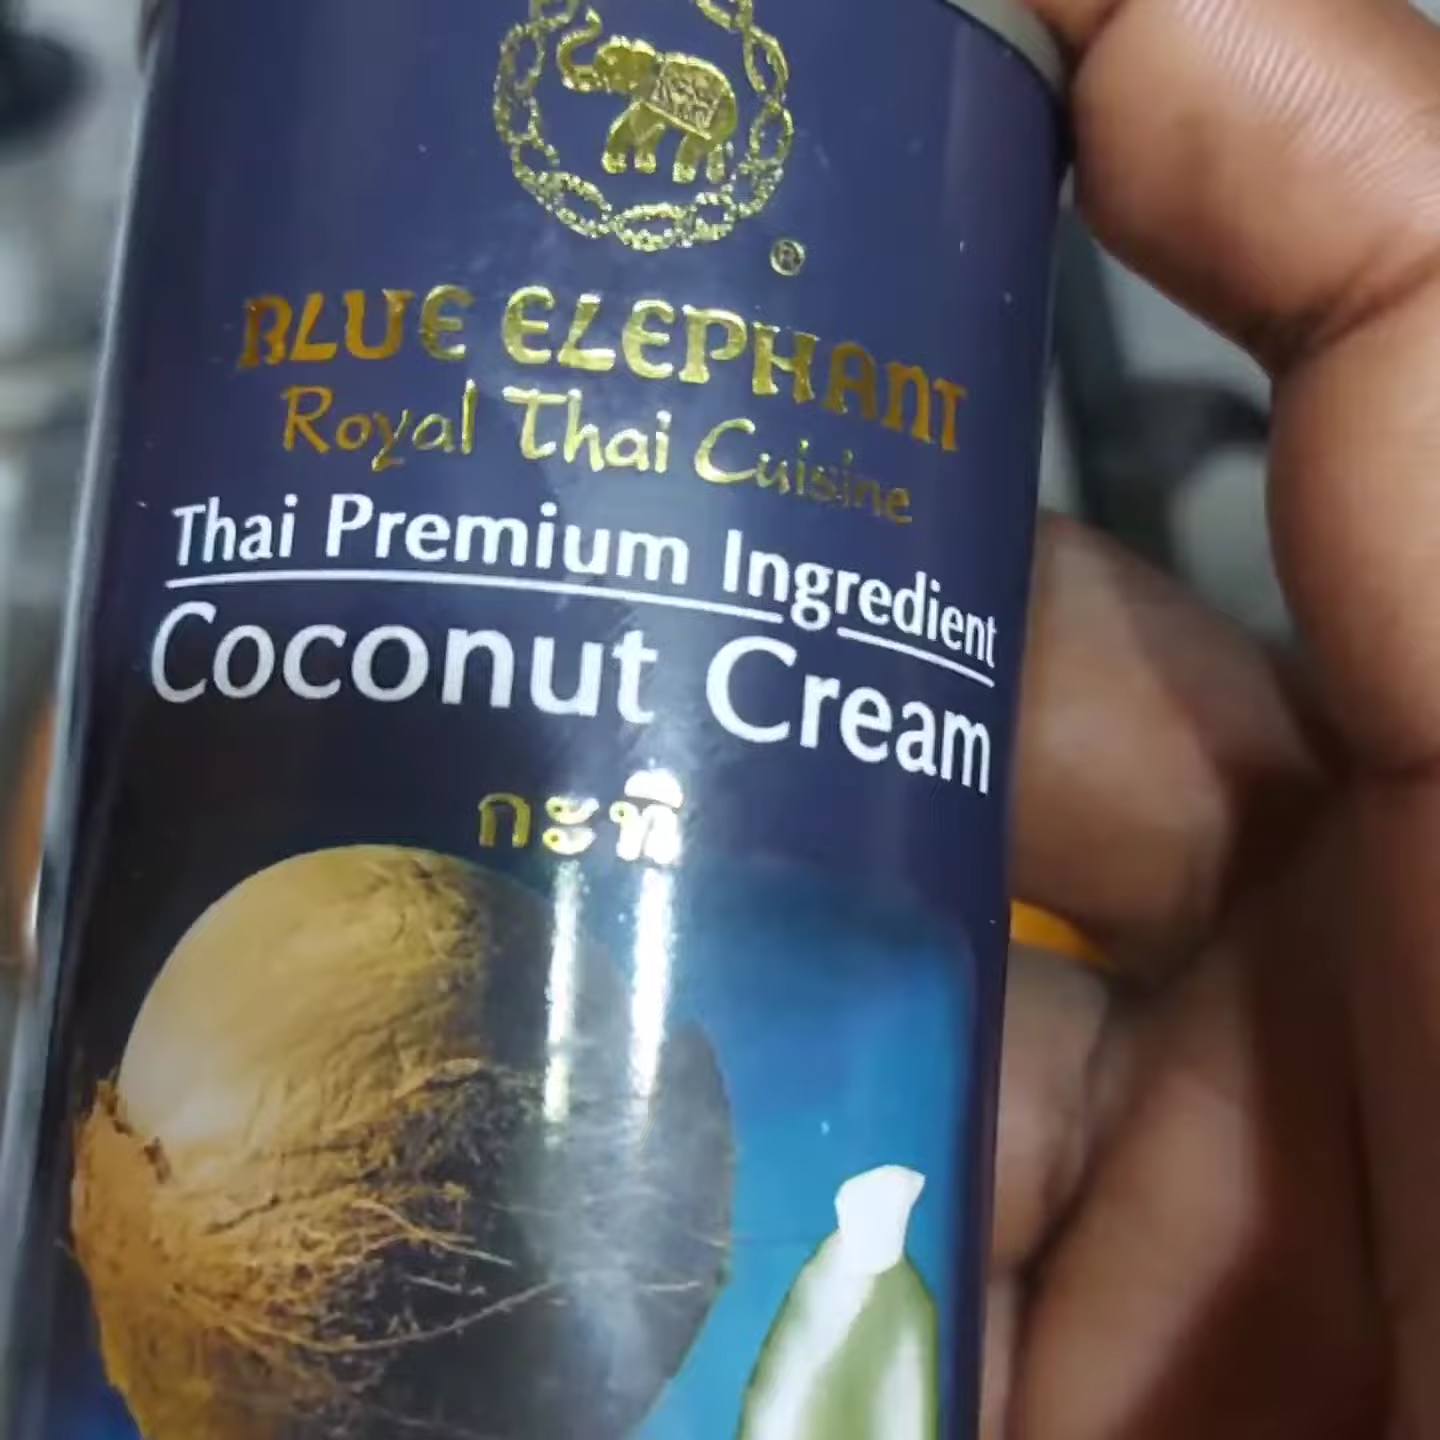 ®
BLUE ELEPHANT
Royal Thai Cuisine
Thai Premium Ingredient
Coconut Cream
กะทิ